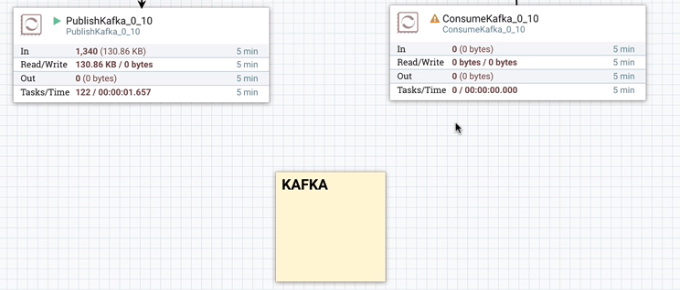 PublishKafka_0_10
PublishKafka_0_10
In 1,340 (130.86 KB) 5 min
Read/Write 130.86 KB / 0 bytes 5 min
Out 0 (0 bytes) 5 min
Tasks/Time 122 / 00:00:01.657 5 min
ConsumeKafka_0_10
ConsumeKafka_0_10
In 0 (0 bytes) 5 min
Read/Write 0 bytes / 0 bytes 5 min
Out 0 (0 bytes) 5 min
Tasks/Time 0 / 00:00:00.000 5 min
KAFKA